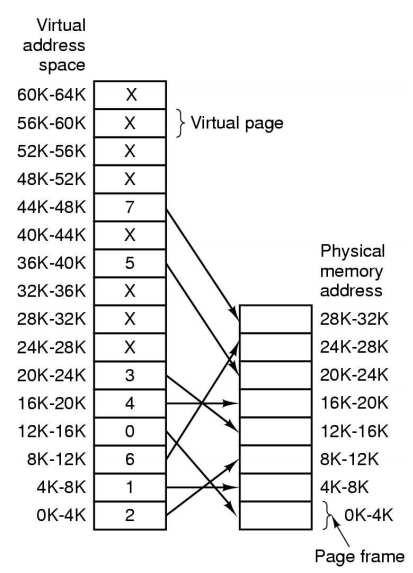 Virtual
address
space
60K-64K X
56K-60K X Virtual page
52K-56K X
48K-52K X
44K-48K 7
40K-44K X
36K-40K 5
32K-36K X
28K-32K X
24K-28K X
20K-24K 3
16K-20K 4
12K-16K 0
8K-12K 6
4K-8K 1
0K-4K 2
Physical
memory
address
28K-32K
24K-28K
20K-24K
16K-20K
12K-16K
8K-12K
4K-8K
0K-4K
Page frame